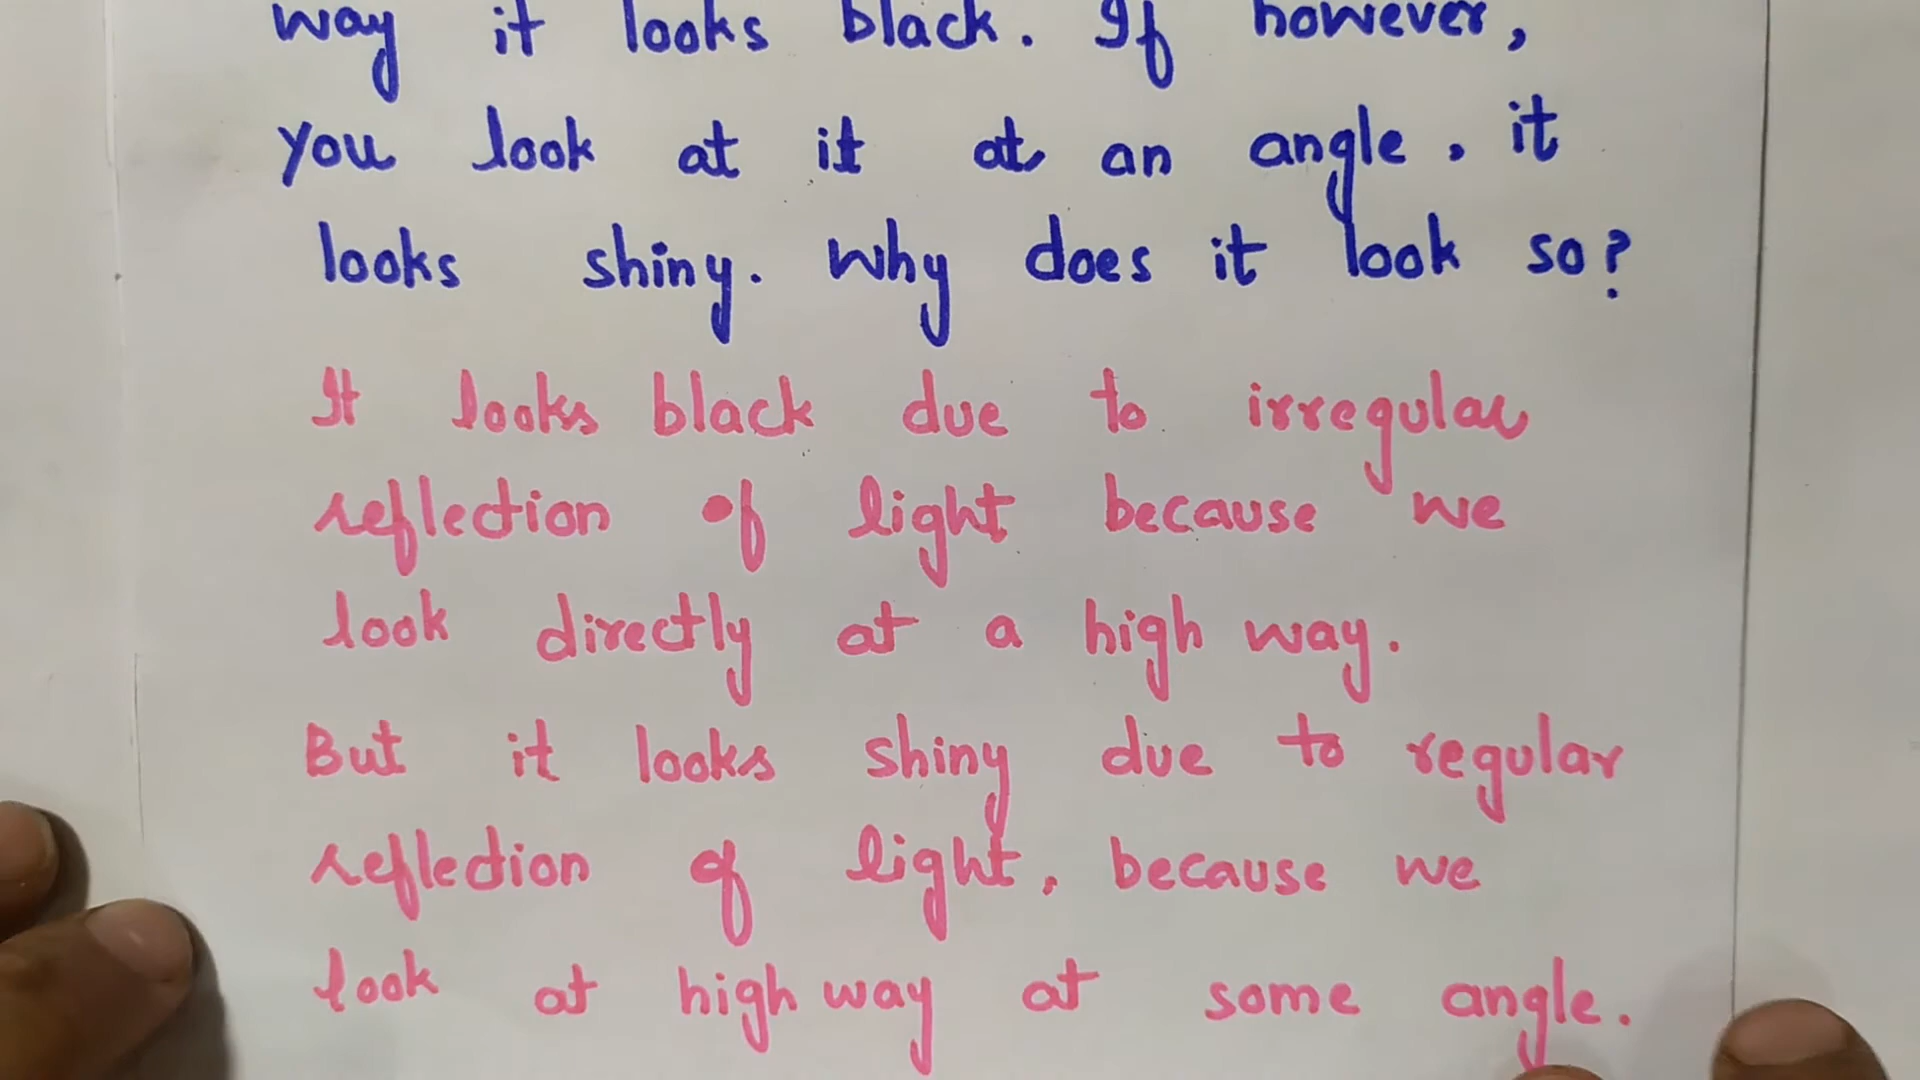 way it looks black. If however,
you look at it at an angle, it
looks shiny. Why does it look so?
It looks black due to irregular
reflection of light because we
look directly at a high way.
But it looks shiny due to regular
reflection of light, because we
look at high way at some angle.